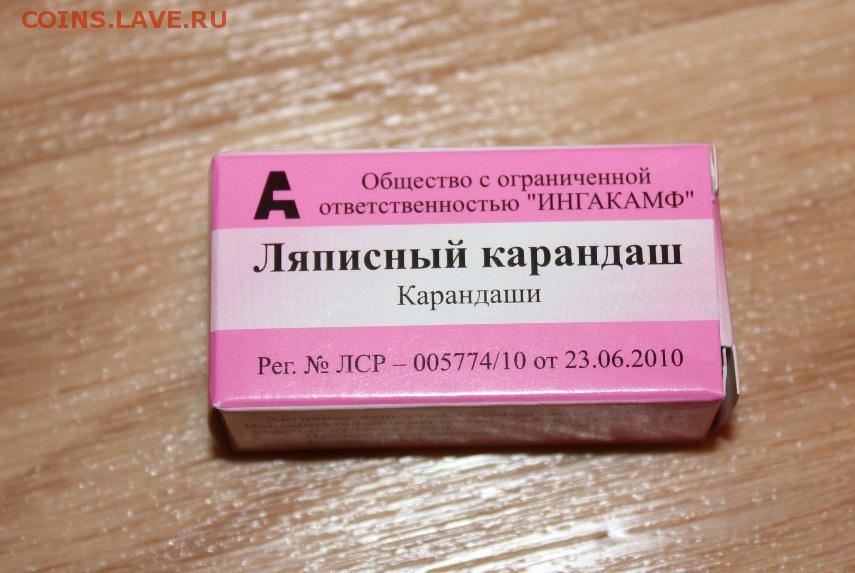 COINS.LAVE.RU
Общество с ограниченной
ответственностью "ИНГАКАМФ"
Ляписный карандаш
Карандаши
Рег. № ЛСР – 005774/10 от 23.06.2010